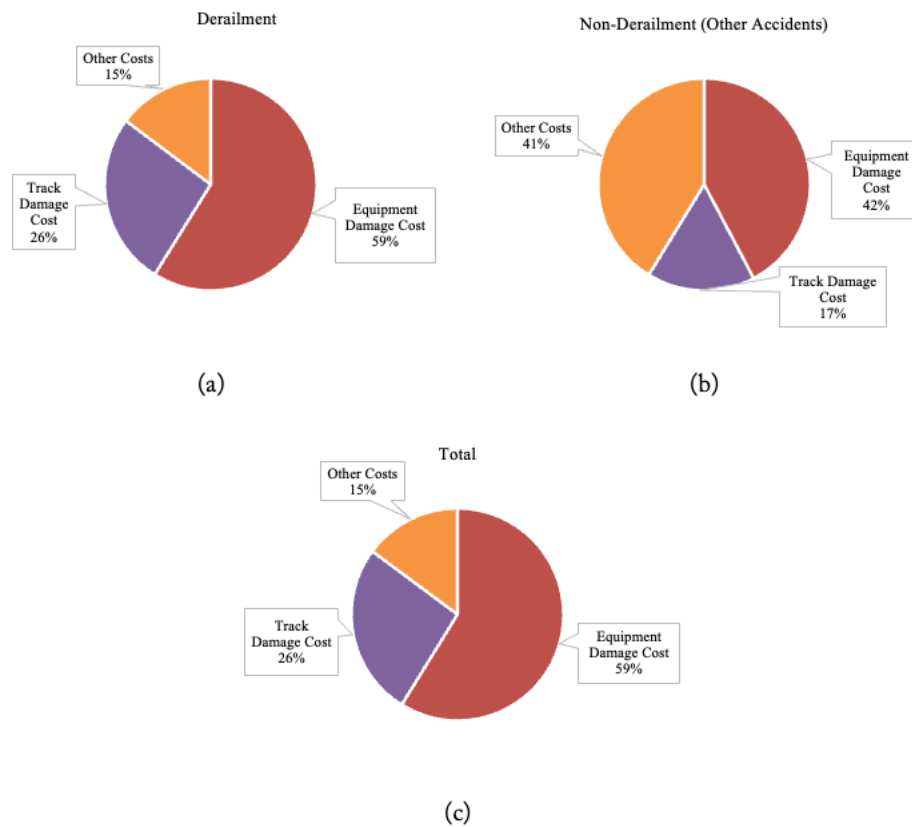 Derailment
Other Costs
15%
Track
Damage
Cost
26%
Equipment
Damage Cost
59%
(a)
Non-Derailment (Other Accidents)
Other Costs
41%
Equipment
Damage
Cost
42%
Track Damage
Cost
17%
(b)
Total
Other Costs
15%
Track
Damage Cost
26%
Equipment
Damage Cost
59%
(c)